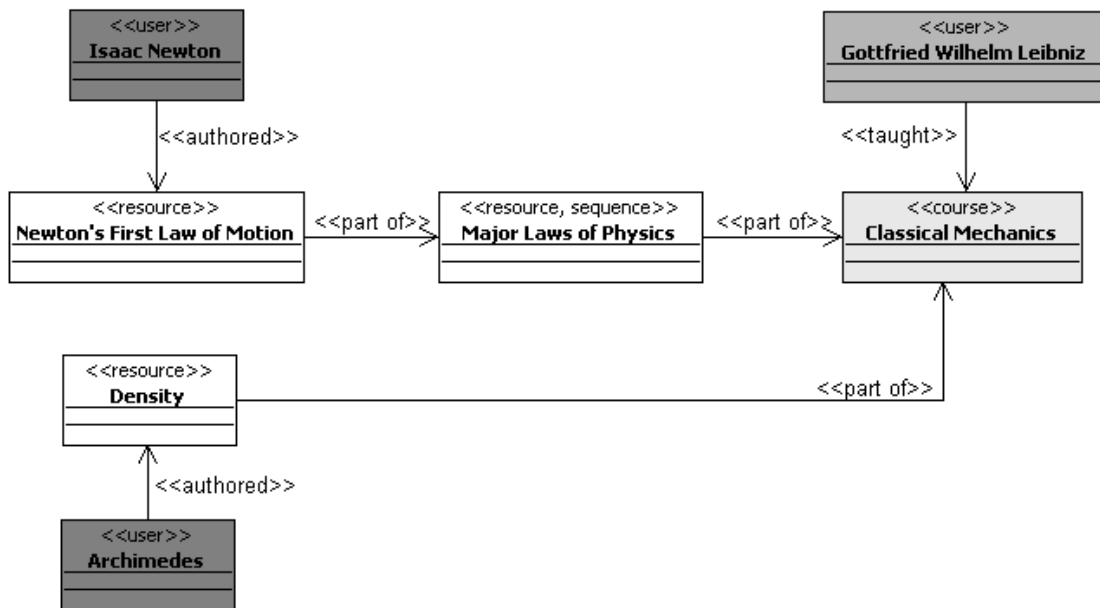 <<user>>
Isaac Newton
<<user>>
Gottfried Wilhelm Leibniz
<<authored>>
<<taught>>
<<resource>>
Newton's First Law of Motion
<<part of>>
<<resource, sequence>>
Major Laws of Physics
<<part of>>
<<course>>
Classical Mechanics
<<resource>>
Density
<<part of>>
<<authored>>
<<user>>
Archimedes